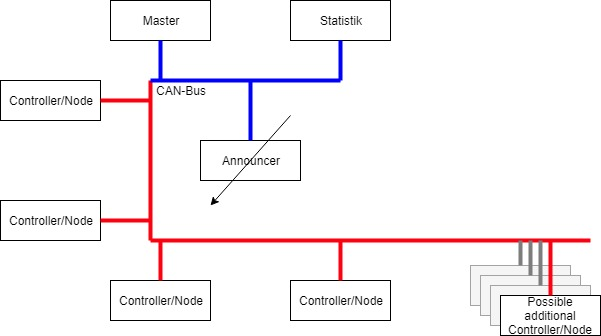 Master
Statistik
CAN-Bus
Controller/Node
Announcer
Controller/Node
Controller/Node
Controller/Node
Possible
additional
Controller/Node